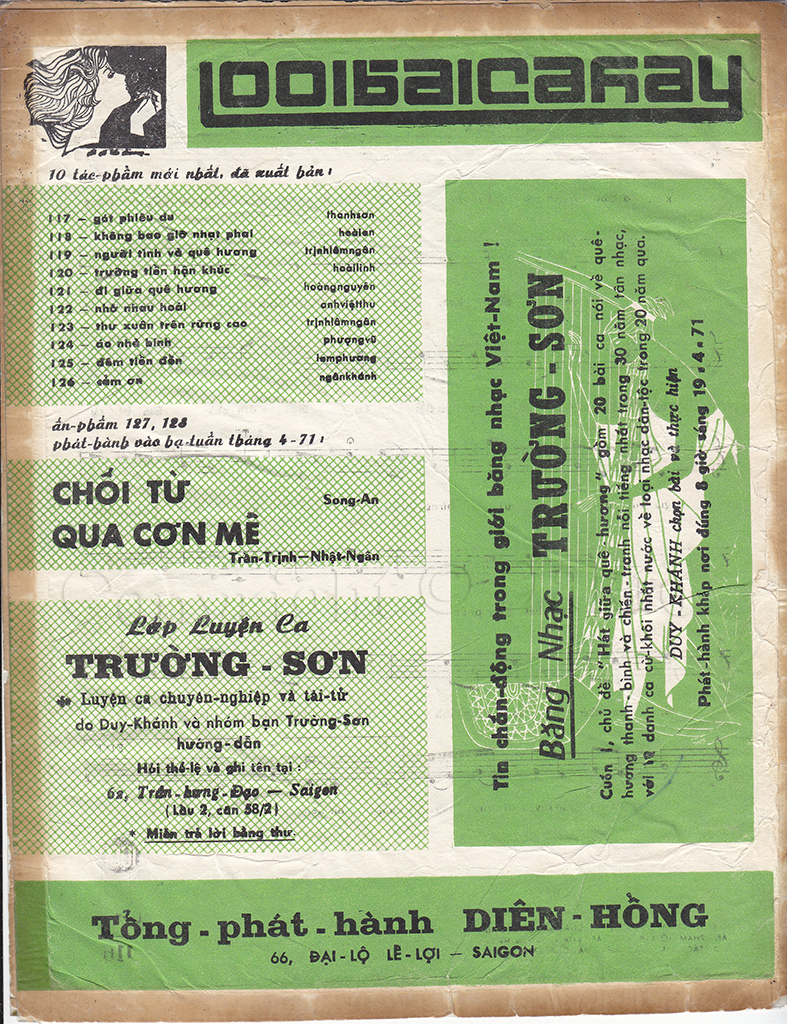 1001 bài ca hay
10 tác-phẩm mới nhất, đã xuất bản :
117 — gót phiêu du thanhsơn
118 — không bao giờ nhạt phai hoàien
119 — người tình và quê hương trịnhlâmngân
120 — trường tiền hận khúc hoàilinh
121 — đi giữa quê hương hoàngnguyên
122 — nhớ nhau hoài anhviệtthu
123 — thư xuân trên rừng cao trịnhlâmngân
124 — áo nhà binh phượngvũ
125 — đêm tiền đồn lamphương
126 — cám ơn ngânkhánh
ấn-phẩm 127, 128
phát-hành vào hạ-tuần tháng 4-71 :
CHỐI TỪ Song-An
QUA CƠN MÊ
Trần-Trịnh—Nhật-Ngân
Lớp Luyện Ca
TRƯỜNG - SƠN
* Luyện ca chuyên-nghiệp và tài-tử
do Duy-Khánh và nhóm bạn Trường-Sơn
hướng-dẫn
Hỏi thể-lệ và ghi tên tại :
62, Trần-hưng-Đạo — Saigon
(Lầu 2, căn 58/2)
* Miễn trả lời bằng thư.
Tin chấn-động trong giới băng nhạc Việt-Nam !
Băng Nhạc TRƯỜNG - SƠN
Cuốn 1, chủ đề "Hát giữa quê hương" gồm 20 bài ca nói về quê-
hương thanh-bình và chiến-tranh nổi tiếng nhất trong 30 năm tân nhạc,
với 12 danh ca cừ-khôi nhất nước về loại nhạc dân-tộc trong 20 năm qua.
DUY - KHÁNH chọn bài và thực hiện
Phát-hành khắp nơi đúng 8 giờ sáng 19.4.71
Tổng - phát - hành DIÊN - HỒNG
66, ĐẠI-LỘ LÊ-LỢI — SAIGON